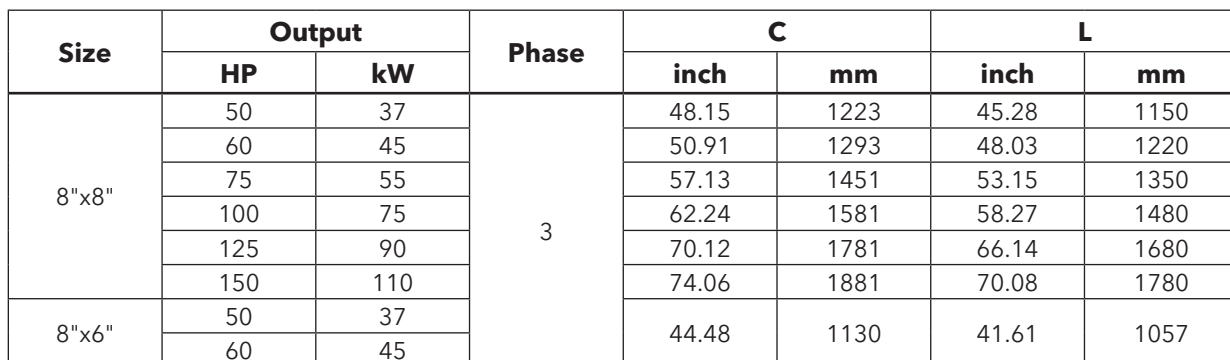 Size Output Phase C L
HP kW inch mm inch mm
8"x8" 50 37 3 48.15 1223 45.28 1150
60 45 50.91 1293 48.03 1220
75 55 57.13 1451 53.15 1350
100 75 62.24 1581 58.27 1480
125 90 70.12 1781 66.14 1680
150 110 74.06 1881 70.08 1780
8"x6" 50 37 44.48 1130 41.61 1057
60 45